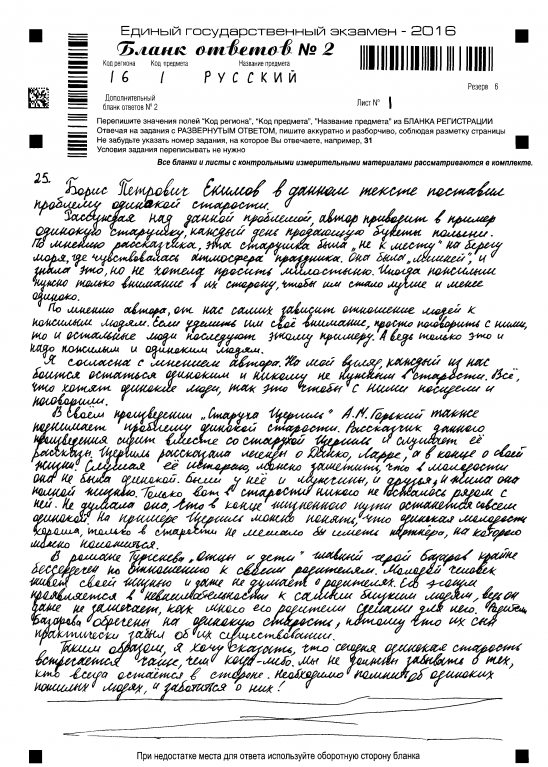 Единый государственный экзамен - 2016
Бланк ответов № 2
Код региона Код предмета Название предмета
16 1 РУССКИЙ
Резерв 6
Дополнительный
бланк ответов № 2
Лист № 1
Перепишите значения полей "Код региона", "Код предмета", "Название предмета" из БЛАНКА РЕГИСТРАЦИИ
Отвечая на задания с РАЗВЕРНУТЫМ ОТВЕТОМ, пишите аккуратно и разборчиво, соблюдая разметку страницы
Не забудьте указать номер задания, на которое Вы отвечаете, например, 31
Условия задания переписывать не нужно
Все бланки и листы с контрольными измерительными материалами рассматриваются в комплекте.
25. Борис Петрович Екимов в данном тексте поставил
проблему одинокой старости.
Рассуждая над данной проблемой, автор приводит в пример
одинокую старушку, каждый день продающую букеты полыни.
По мнению рассказчика, эта старушка была "не к месту" на берегу
моря, где чувствовалась атмосфера праздника. Она была "лишней", и
знала это, но не хотела просить милостыню. Иногда пожилым
нужно только внимание в их сторону, чтобы им стало лучше и менее
одиноко.
По мнению автора, от нас самих зависит отношение людей к
пожилым людям. Если уделить им своё внимание, просто поговорить с ними,
то и остальные люди последуют этому примеру. А ведь только это и
надо пожилым и одиноким людям.
Я согласна с мнением автора. На мой взгляд, каждый из нас
боится остаться одиноким и никому не нужным в старости. Всё,
что хотят одинокие люди, так это чтобы с ними посидели и
поговорили.
В своём произведении "Старуха Изергиль" А.М.Горький также
поднимает проблему одинокой старости. Рассказчик данного
произведения сидит вместе со старухой Изергиль и слушает её
рассказы. Изергиль рассказала легенды о Данко, Ларре, а в конце о своей
жизни. Слушая её историю, можно заметить, что в молодости
она не была одинокой. Были у неё и мужчины, и друзья, и жила она
полной жизнью. Только вот в старости никого не осталось рядом с
ней. Не думала она, что в конце жизненного пути останется совсем
одинокой. На примере Изергиль можно понять, что одинокая молодость
хороша, только в старости не мешало бы иметь партнёра, на которого
можно положиться.
В романе Тургенева "Отцы и дети" главный герой Базаров крайне
бессердечен по отношению к своим родителям. Молодой человек
живёт своей жизнью и даже не думает о родителях. Его эгоизм
проявляется в невнимательности к самым близким людям, ведь он
даже не замечает, как много его родители сделали для него. Родители
Базарова обречены на одинокую старость, потому что их сын
практически забыл об их существовании.
Таким образом, я хочу сказать, что сегодня одинокая старость
встречается чаще, чем когда-либо. Мы не должны забывать о тех,
кто всегда остаётся в стороне. Необходимо помнить об одиноких
пожилых людях, и заботиться о них!
При недостатке места для ответа используйте оборотную сторону бланка